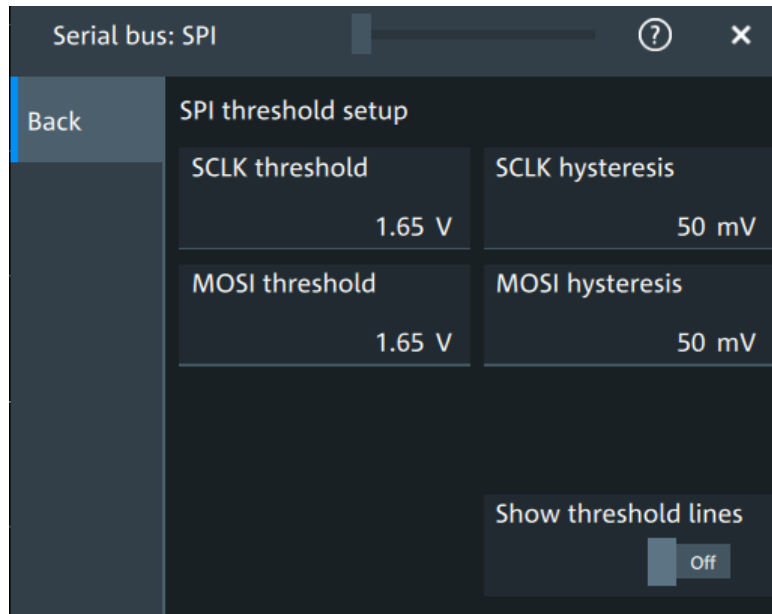 Serial bus: SPI
?
Back
SPI threshold setup
SCLK threshold
1.65 V
SCLK hysteresis
50 mV
MOSI threshold
1.65 V
MOSI hysteresis
50 mV
Show threshold lines
Off